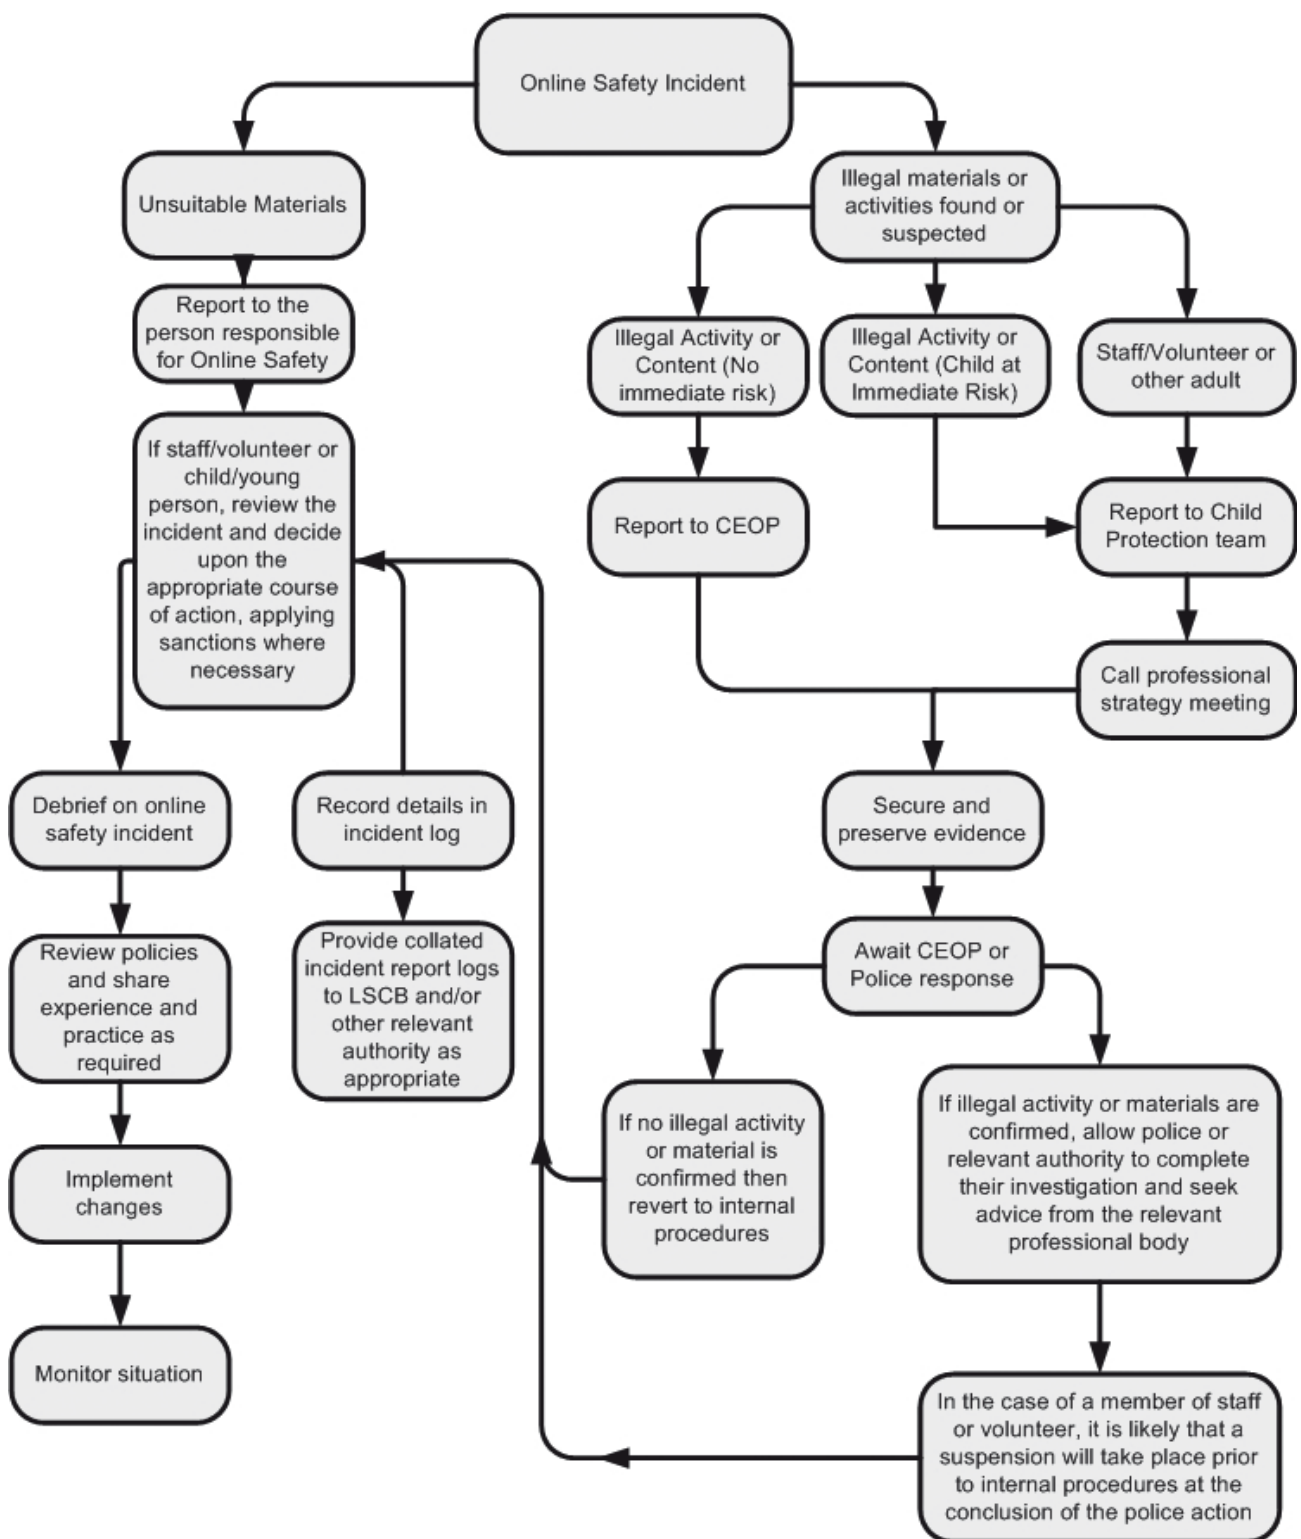 Online Safety Incident
Unsuitable Materials
Illegal materials or
activities found or
suspected
Report to the
person responsible
for Online Safety
Illegal Activity or
Content (No
immediate risk)
Illegal Activity or
Content (Child at
Immediate Risk)
Staff/Volunteer or
other adult
If staff/volunteer or
child/young
person, review the
incident and decide
upon the
appropriate course
of action, applying
sanctions where
necessary
Report to CEOP
Report to Child
Protection team
Call professional
strategy meeting
Debrief on online
safety incident
Record details in
incident log
Secure and
preserve evidence
Review policies
and share
experience and
practice as
required
Provide collated
incident report logs
to LSCB and/or
other relevant
authority as
appropriate
Await CEOP or
Police response
If no illegal activity
or material is
confirmed then
revert to internal
procedures
If illegal activity or materials are
confirmed, allow police or
relevant authority to complete
their investigation and seek
advice from the relevant
professional body
Implement
changes
Monitor situation
In the case of a member of staff
or volunteer, it is likely that a
suspension will take place prior
to internal procedures at the
conclusion of the police action